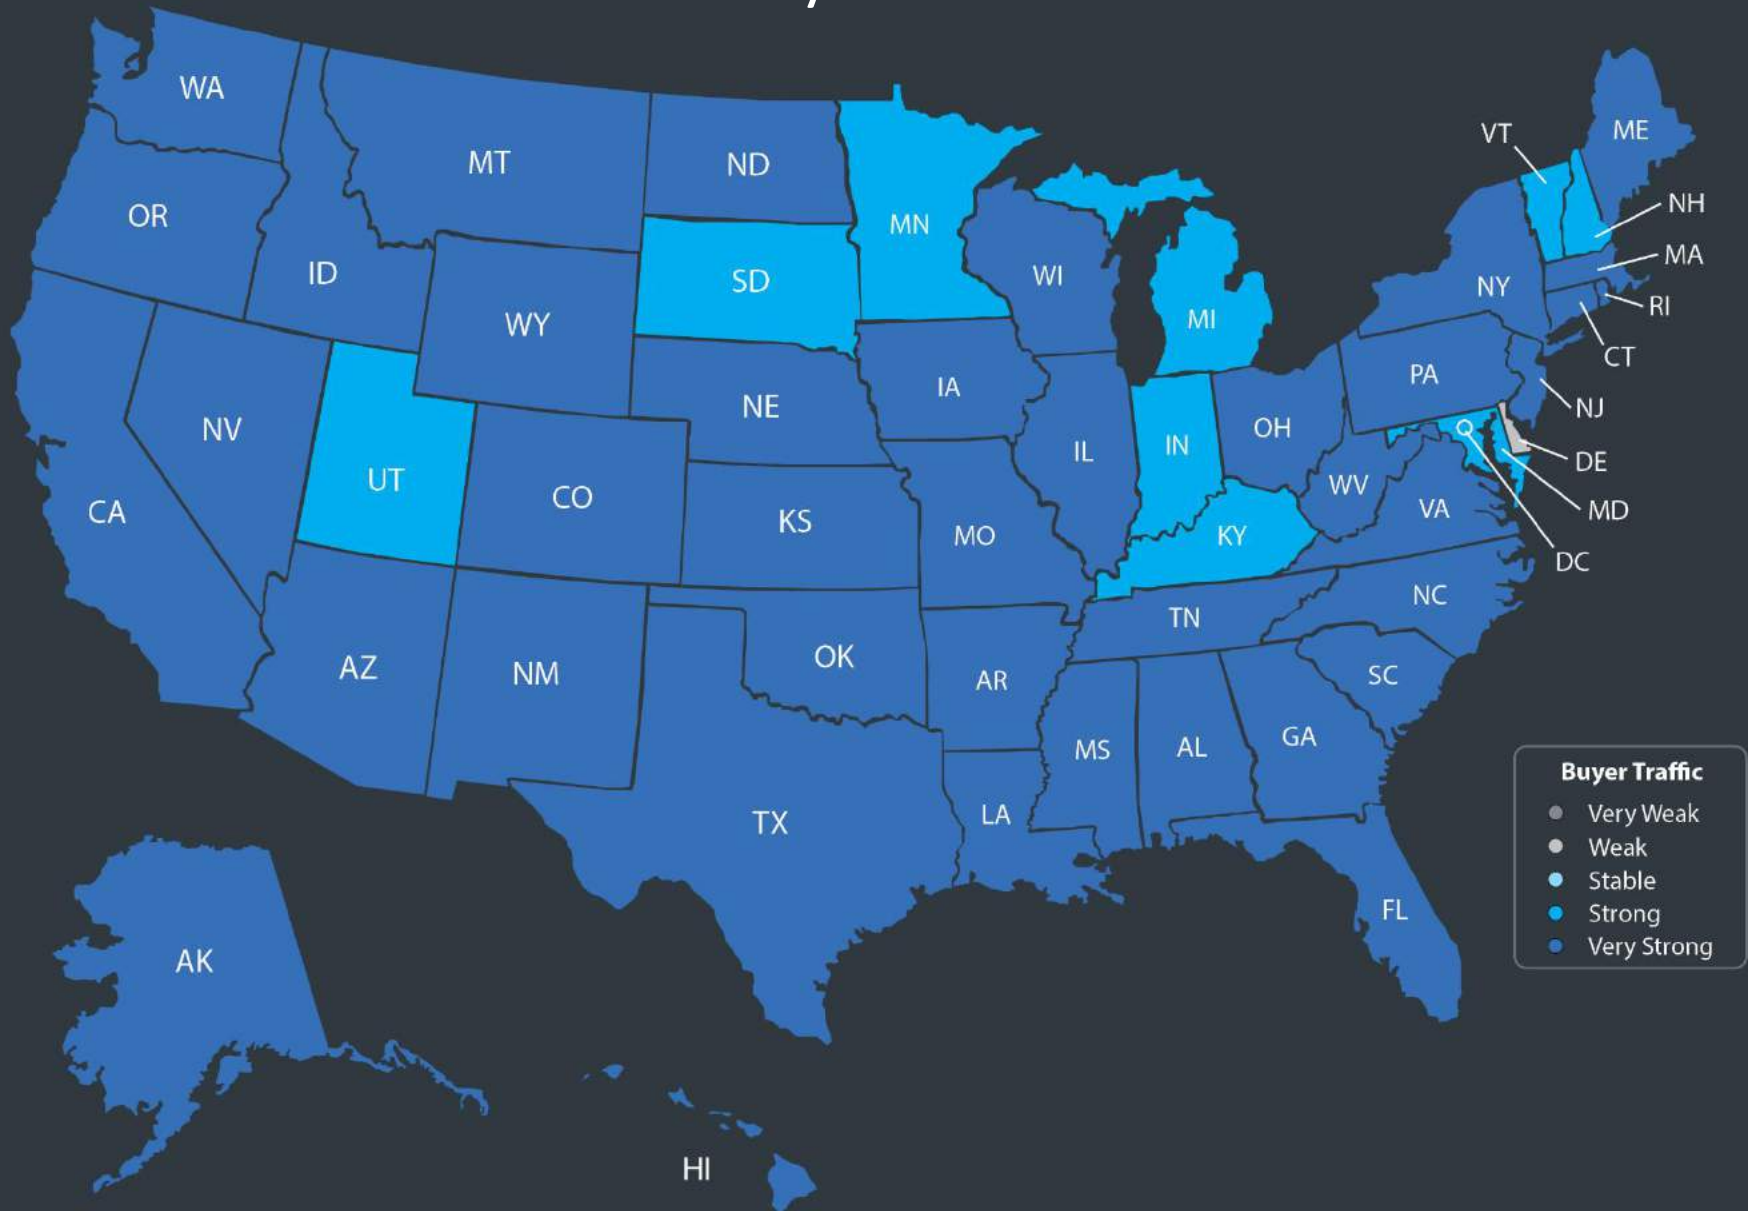 WA
ME
VT
MT
ND
NH
OR
MN
MA
ID
SD
WI
NY
RI
WY
MI
CT
PA
IA
NE
NJ
NV
OH
IL
IN
DE
UT
CO
WV
VA
MD
CA
KS
MO
KY
DC
NC
TN
OK
AZ
NM
AR
SC
MS
AL
GA
Buyer Traffic
Very Weak
Weak
Stable
Strong
Very Strong
LA
TX
FL
AK
HI